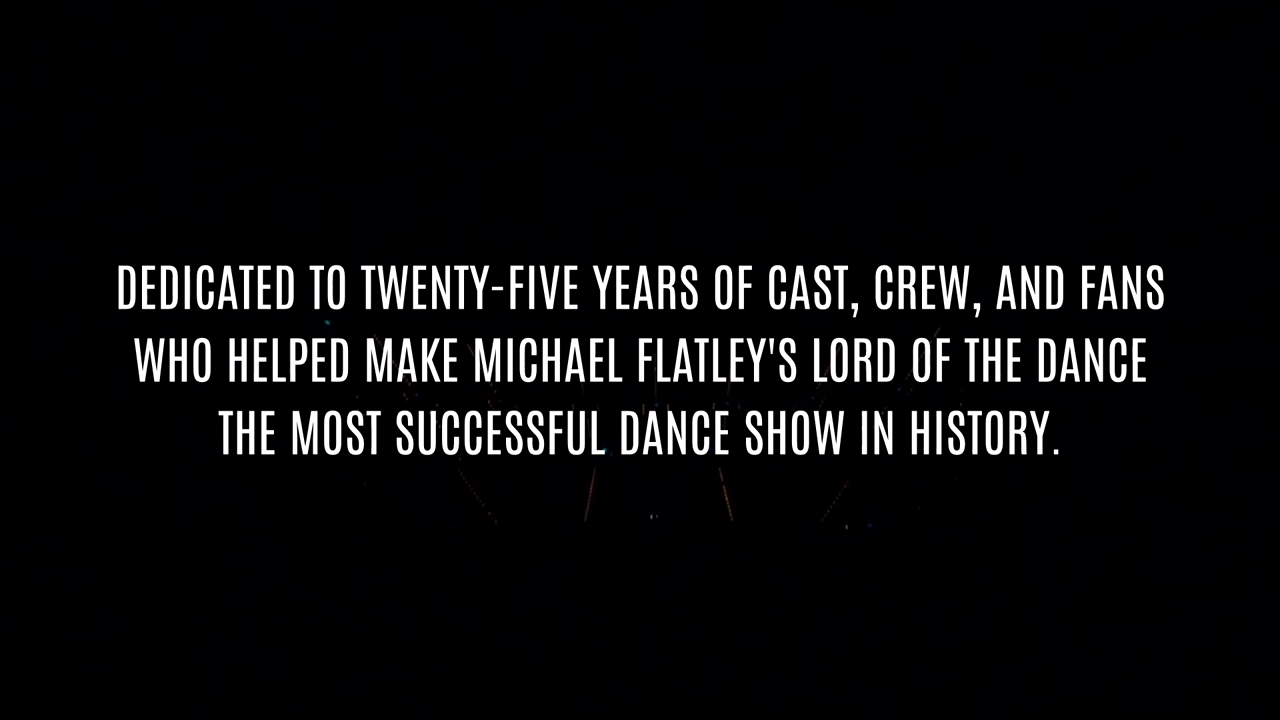 DEDICATED TO TWENTY-FIVE YEARS OF CAST, CREW, AND FANS
WHO HELPED MAKE MICHAEL FLATLEY'S LORD OF THE DANCE
THE MOST SUCCESSFUL DANCE SHOW IN HISTORY.